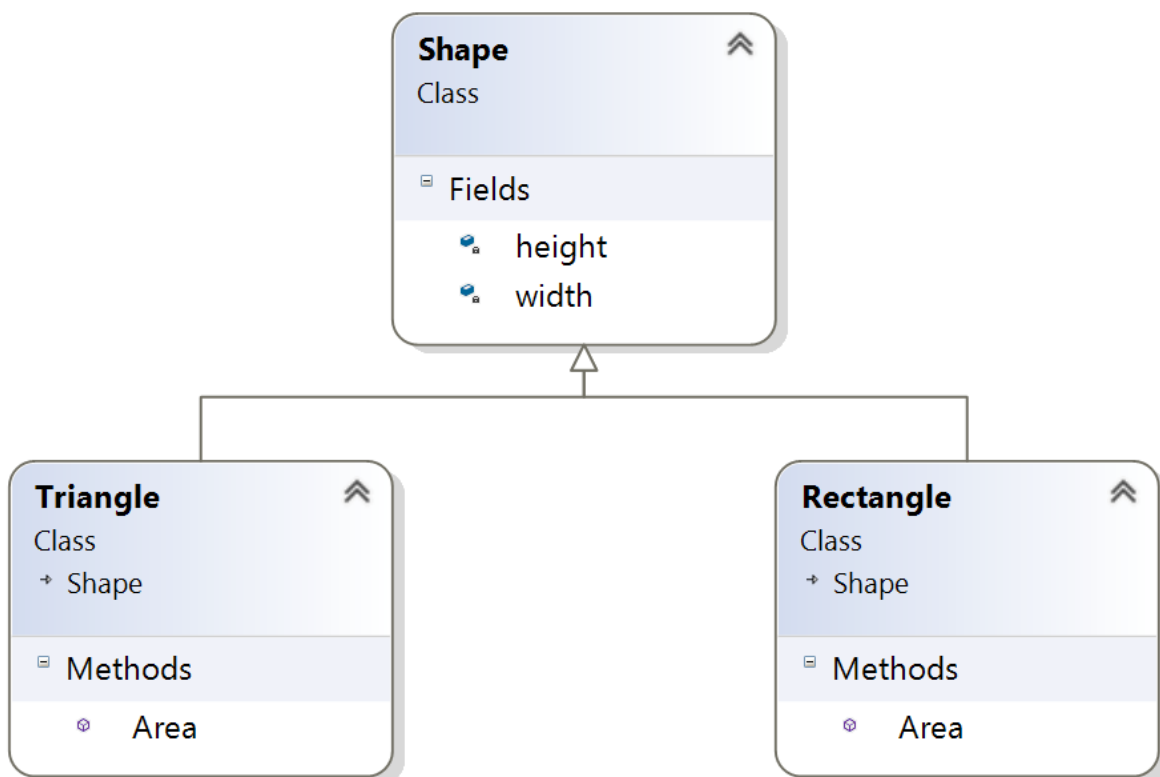 Shape
Class
Fields
height
width
Triangle
Class
Shape
Methods
Area
Rectangle
Class
Shape
Methods
Area